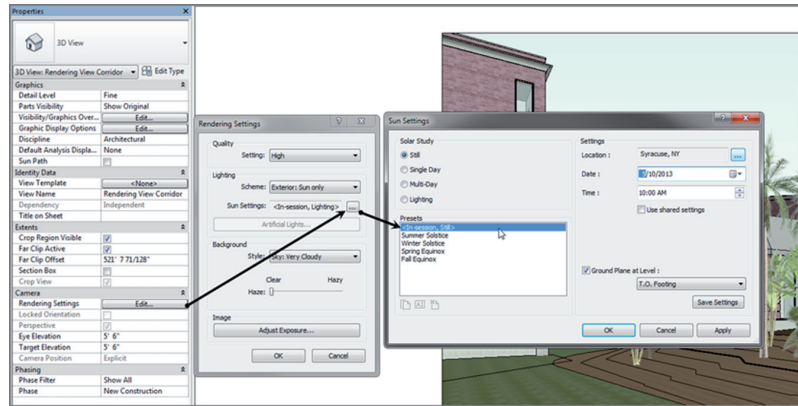 Properties
3D View
3D View: Rendering View Corridor
Edit Type
Graphics
Detail Level Fine
Parts Visibility Show Original
Visibility/Graphics Over... Edit...
Graphic Display Options Edit...
Discipline Architectural
Default Analysis Displa... None
Sun Path
Identity Data
View Template <None>
View Name Rendering View Corridor
Dependency Independent
Title on Sheet
Extents
Crop Region Visible
Far Clip Active
Far Clip Offset 521' 7 71/128"
Section Box
Crop View
Camera
Rendering Settings Edit...
Locked Orientation
Perspective
Eye Elevation 5' 6"
Target Elevation 5' 6"
Camera Position Explicit
Phasing
Phase Filter Show All
Phase New Construction
Rendering Settings
Quality
Setting: High
Lighting
Scheme: Exterior: Sun only
Sun Settings: <In-session, Lighting> ...
Artificial Lights...
Background
Style: Sky: Very Cloudy
Clear Hazy
Haze:
Image
Adjust Exposure...
OK Cancel
Sun Settings
Solar Study
Still
Single Day
Multi-Day
Lighting
Presets
<In-session, Still>
Summer Solstice
Winter Solstice
Spring Equinox
Fall Equinox
Settings
Location : Syracuse, NY ...
Date : /10/2013
Time : 10:00 AM
Use shared settings
Ground Plane at Level :
T.O. Footing
Save Settings
OK Cancel Apply